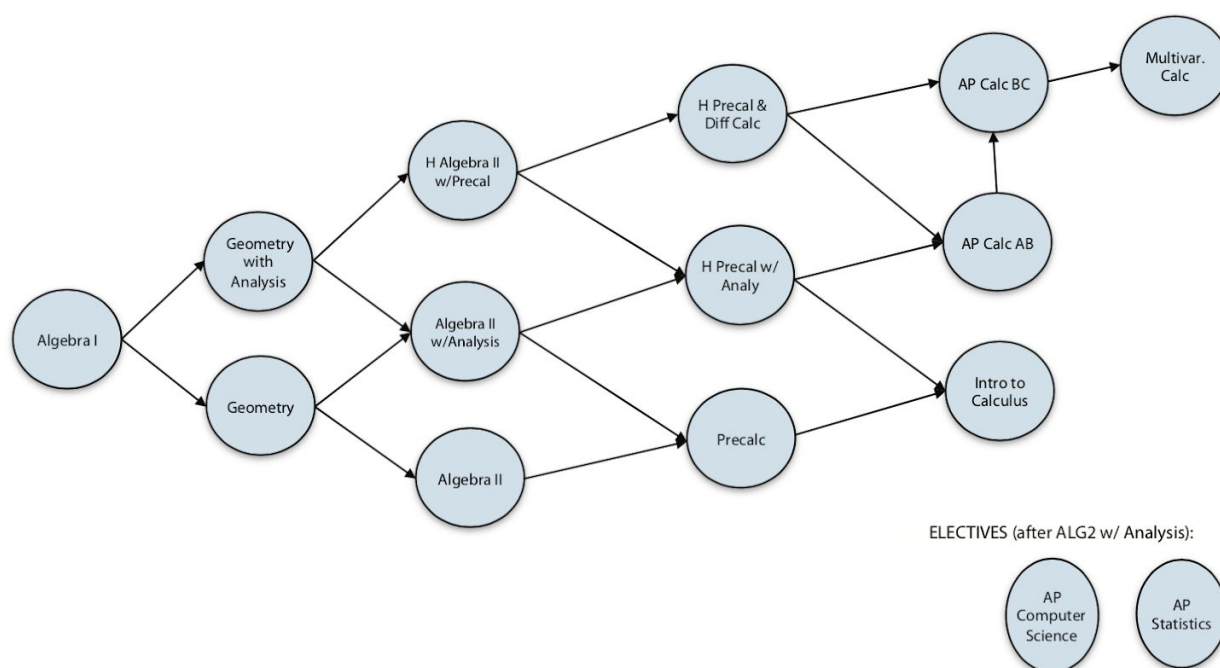 Multivar.
Calc
AP Calc BC
H Precal &
Diff Calc
H Algebra II
w/Precal
Geometry
with
Analysis
AP Calc AB
H Precal w/
Analy
Algebra I
Algebra II
w/Analysis
Geometry
Intro to
Calculus
Precalc
Algebra II
ELECTIVES (after ALG2 w/ Analysis):
AP
Computer
Science
AP
Statistics